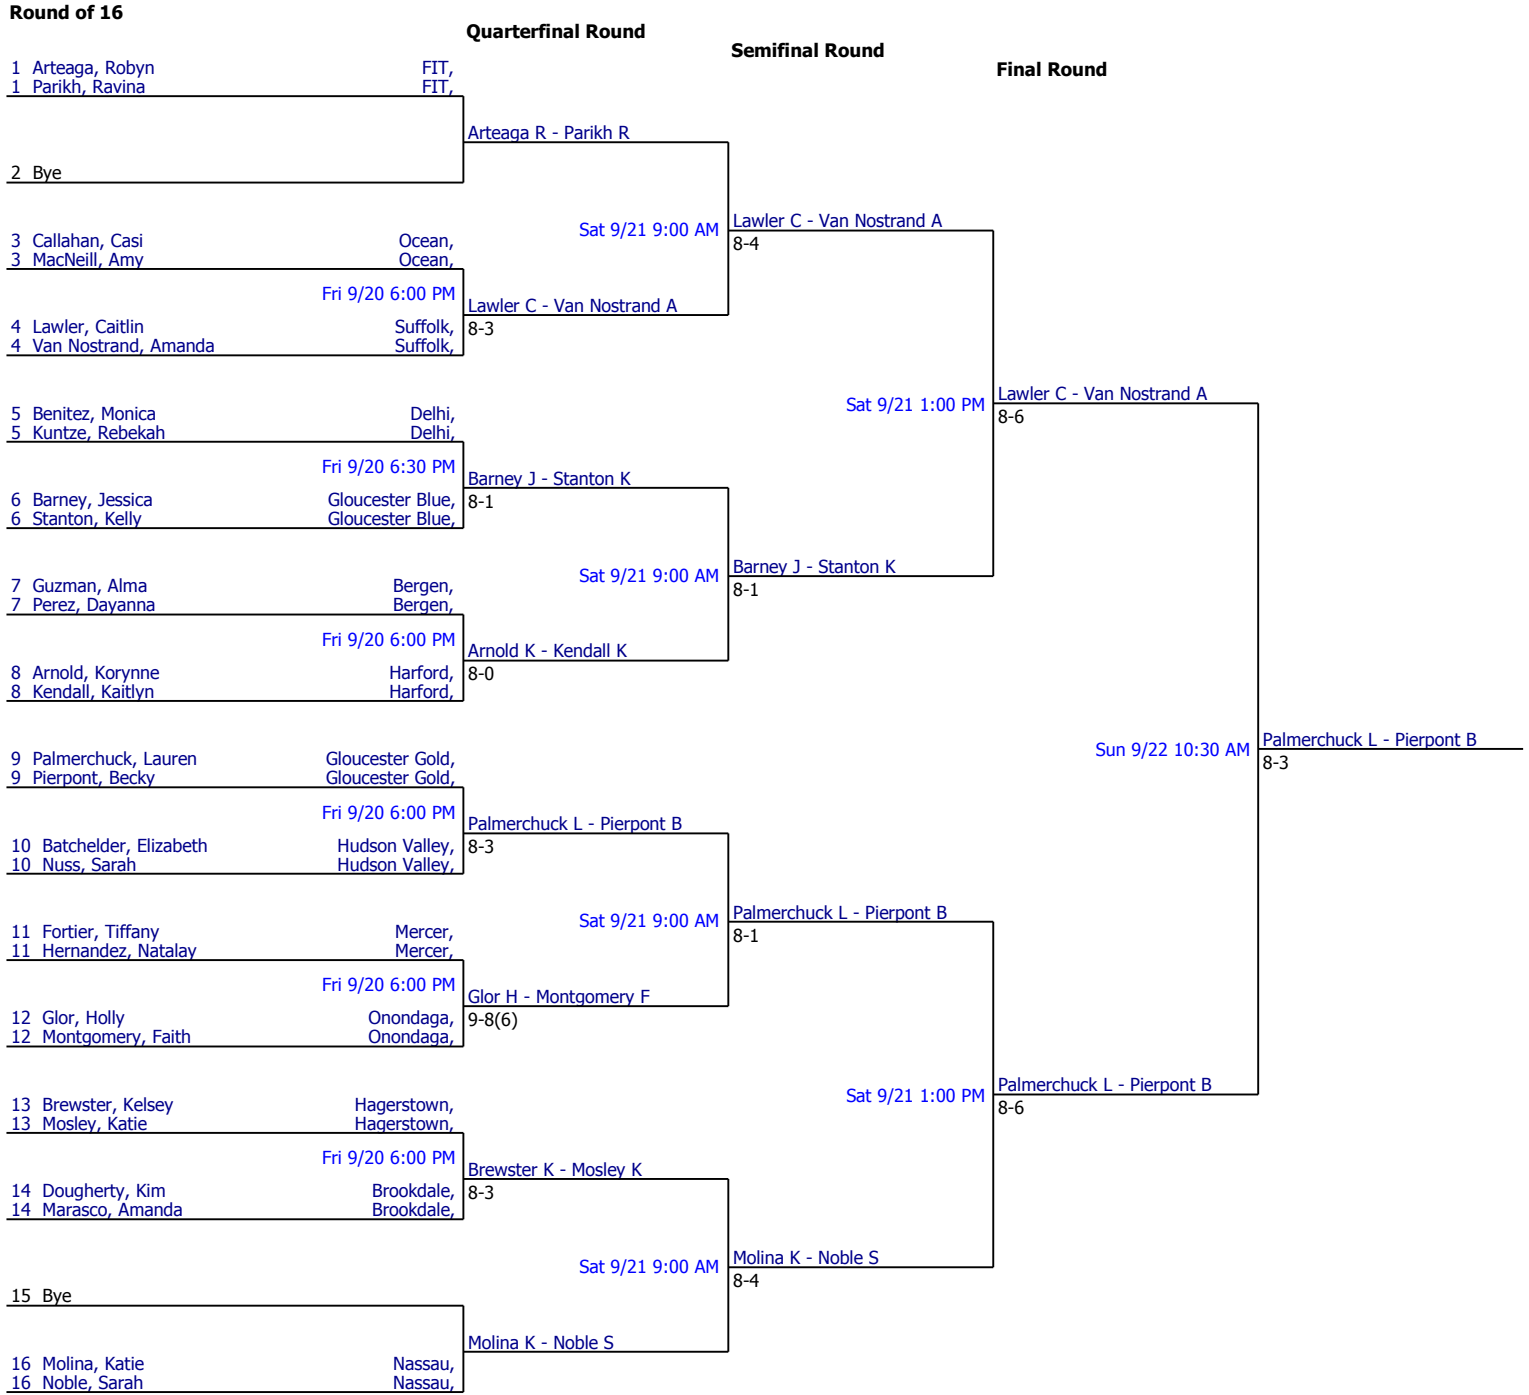 Round of 16
Quarterfinal Round
Semifinal Round
Final Round
1 Arteaga, Robyn FIT,
1 Parikh, Ravina FIT,
Arteaga R - Parikh R
2 Bye
Sat 9/21 9:00 AM Lawler C - Van Nostrand A
8-4
3 Callahan, Casi Ocean,
3 MacNeill, Amy Ocean,
Fri 9/20 6:00 PM Lawler C - Van Nostrand A
8-3
4 Lawler, Caitlin Suffolk,
4 Van Nostrand, Amanda Suffolk,
Sat 9/21 1:00 PM Lawler C - Van Nostrand A
8-6
5 Benitez, Monica Delhi,
5 Kuntze, Rebekah Delhi,
Fri 9/20 6:30 PM Barney J - Stanton K
8-1
6 Barney, Jessica Gloucester Blue,
6 Stanton, Kelly Gloucester Blue,
Sat 9/21 9:00 AM Barney J - Stanton K
8-1
7 Guzman, Alma Bergen,
7 Perez, Dayanna Bergen,
Fri 9/20 6:00 PM Arnold K - Kendall K
8-0
8 Arnold, Korynne Harford,
8 Kendall, Kaitlyn Harford,
Sun 9/22 10:30 AM Palmerchuck L - Pierpont B
8-3
9 Palmerchuck, Lauren Gloucester Gold,
9 Pierpont, Becky Gloucester Gold,
Fri 9/20 6:00 PM Palmerchuck L - Pierpont B
8-3
10 Batchelder, Elizabeth Hudson Valley,
10 Nuss, Sarah Hudson Valley,
Sat 9/21 9:00 AM Palmerchuck L - Pierpont B
8-1
11 Fortier, Tiffany Mercer,
11 Hernandez, Natalay Mercer,
Fri 9/20 6:00 PM Glor H - Montgomery F
9-8(6)
12 Glor, Holly Onondaga,
12 Montgomery, Faith Onondaga,
Sat 9/21 1:00 PM Palmerchuck L - Pierpont B
8-6
13 Brewster, Kelsey Hagerstown,
13 Mosley, Katie Hagerstown,
Fri 9/20 6:00 PM Brewster K - Mosley K
8-3
14 Dougherty, Kim Brookdale,
14 Marasco, Amanda Brookdale,
Sat 9/21 9:00 AM Molina K - Noble S
8-4
15 Bye
Molina K - Noble S
16 Molina, Katie Nassau,
16 Noble, Sarah Nassau,